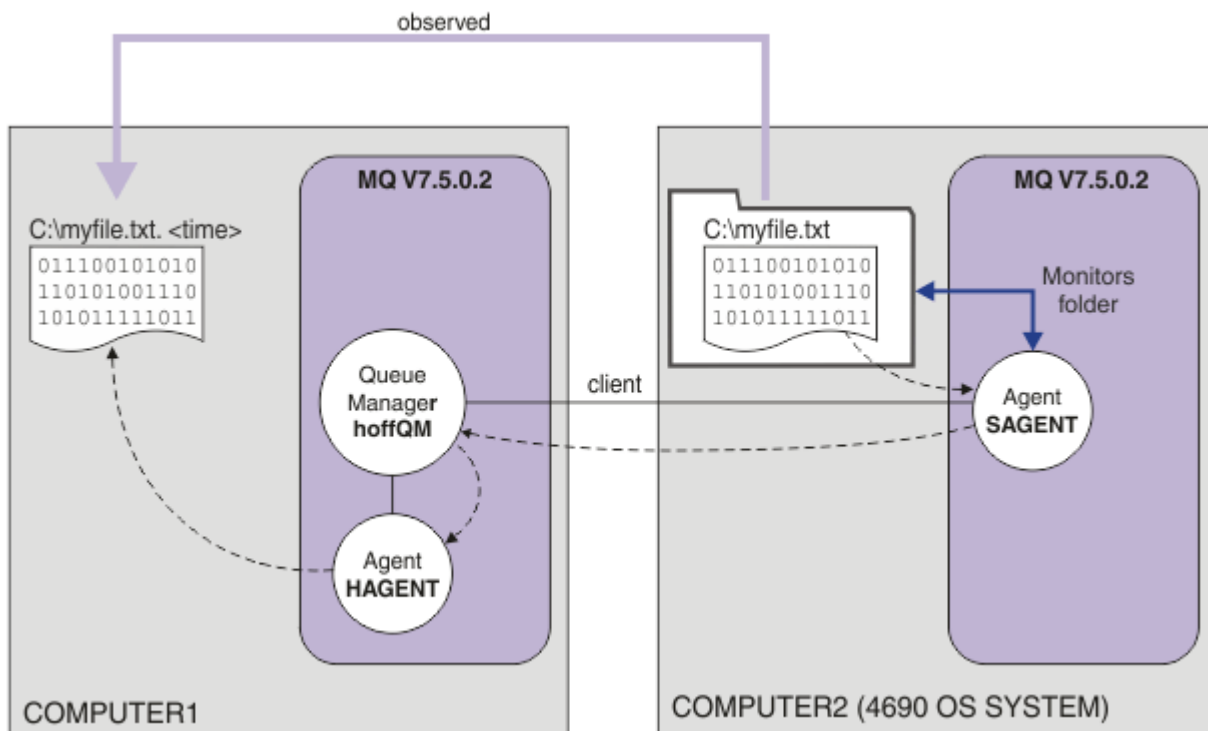 observed
MQ V7.5.0.2
C:\myfile.txt. <time>
011100101010
110101001110
101011111011
Queue
Manager
hoffQM
Agent
HAGENT
COMPUTER1
client
MQ V7.5.0.2
C:\myfile.txt
011100101010
110101001110
101011111011
Monitors
folder
Agent
SAGENT
COMPUTER2 (4690 OS SYSTEM)